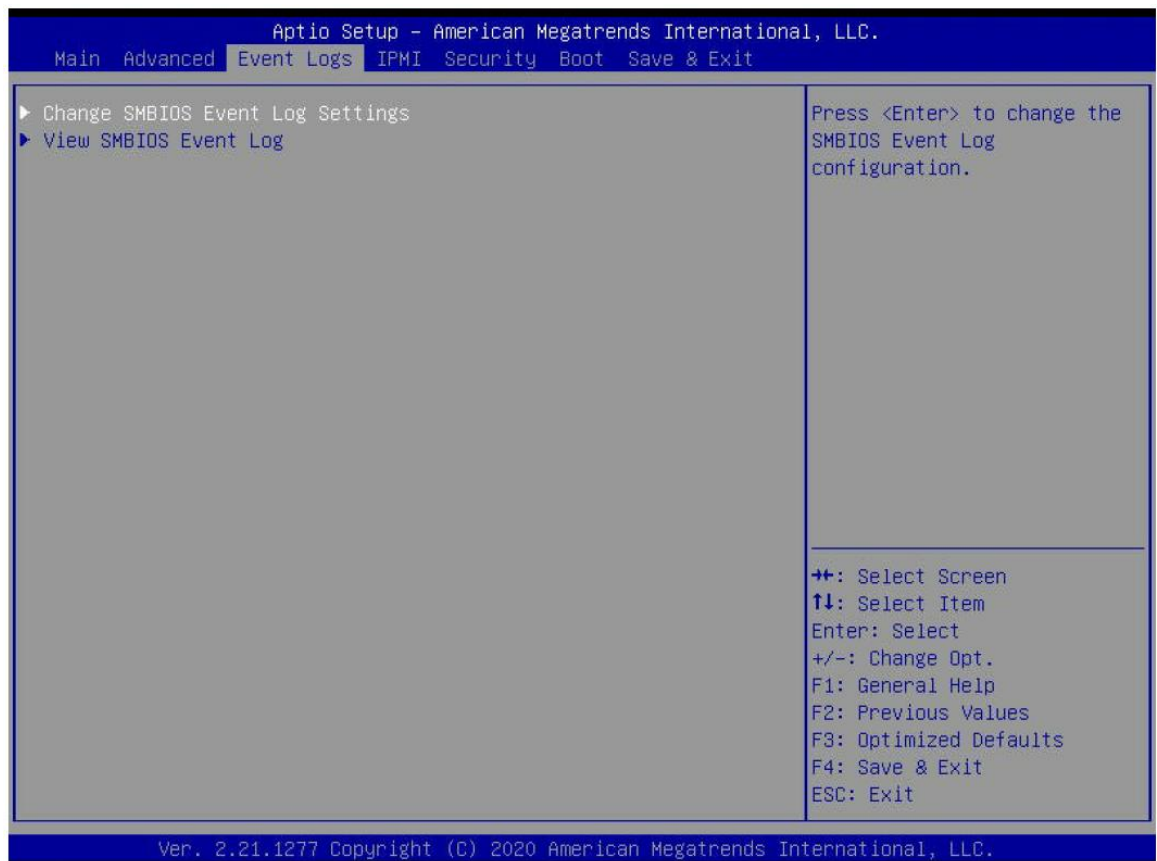 Aptio Setup – American Megatrends International, LLC.
Main Advanced Event Logs IPMI Security Boot Save & Exit
▶ Change SMBIOS Event Log Settings
▶ View SMBIOS Event Log
Press <Enter> to change the
SMBIOS Event Log
configuration.
→←: Select Screen
↑↓: Select Item
Enter: Select
+/-: Change Opt.
F1: General Help
F2: Previous Values
F3: Optimized Defaults
F4: Save & Exit
ESC: Exit
Ver. 2.21.1277 Copyright (C) 2020 American Megatrends International, LLC.